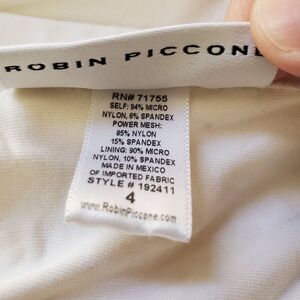 ROBIN PICCONE
RN# 71755
SELF: 94% MICRO
NYLON, 6% SPANDEX
POWER MESH:
85% NYLON
15% SPANDEX
LINING: 90% MICRO
NYLON, 10% SPANDEX
MADE IN MEXICO
OF IMPORTED FABRIC
STYLE # 192411
4
www.RobinPiccone.com